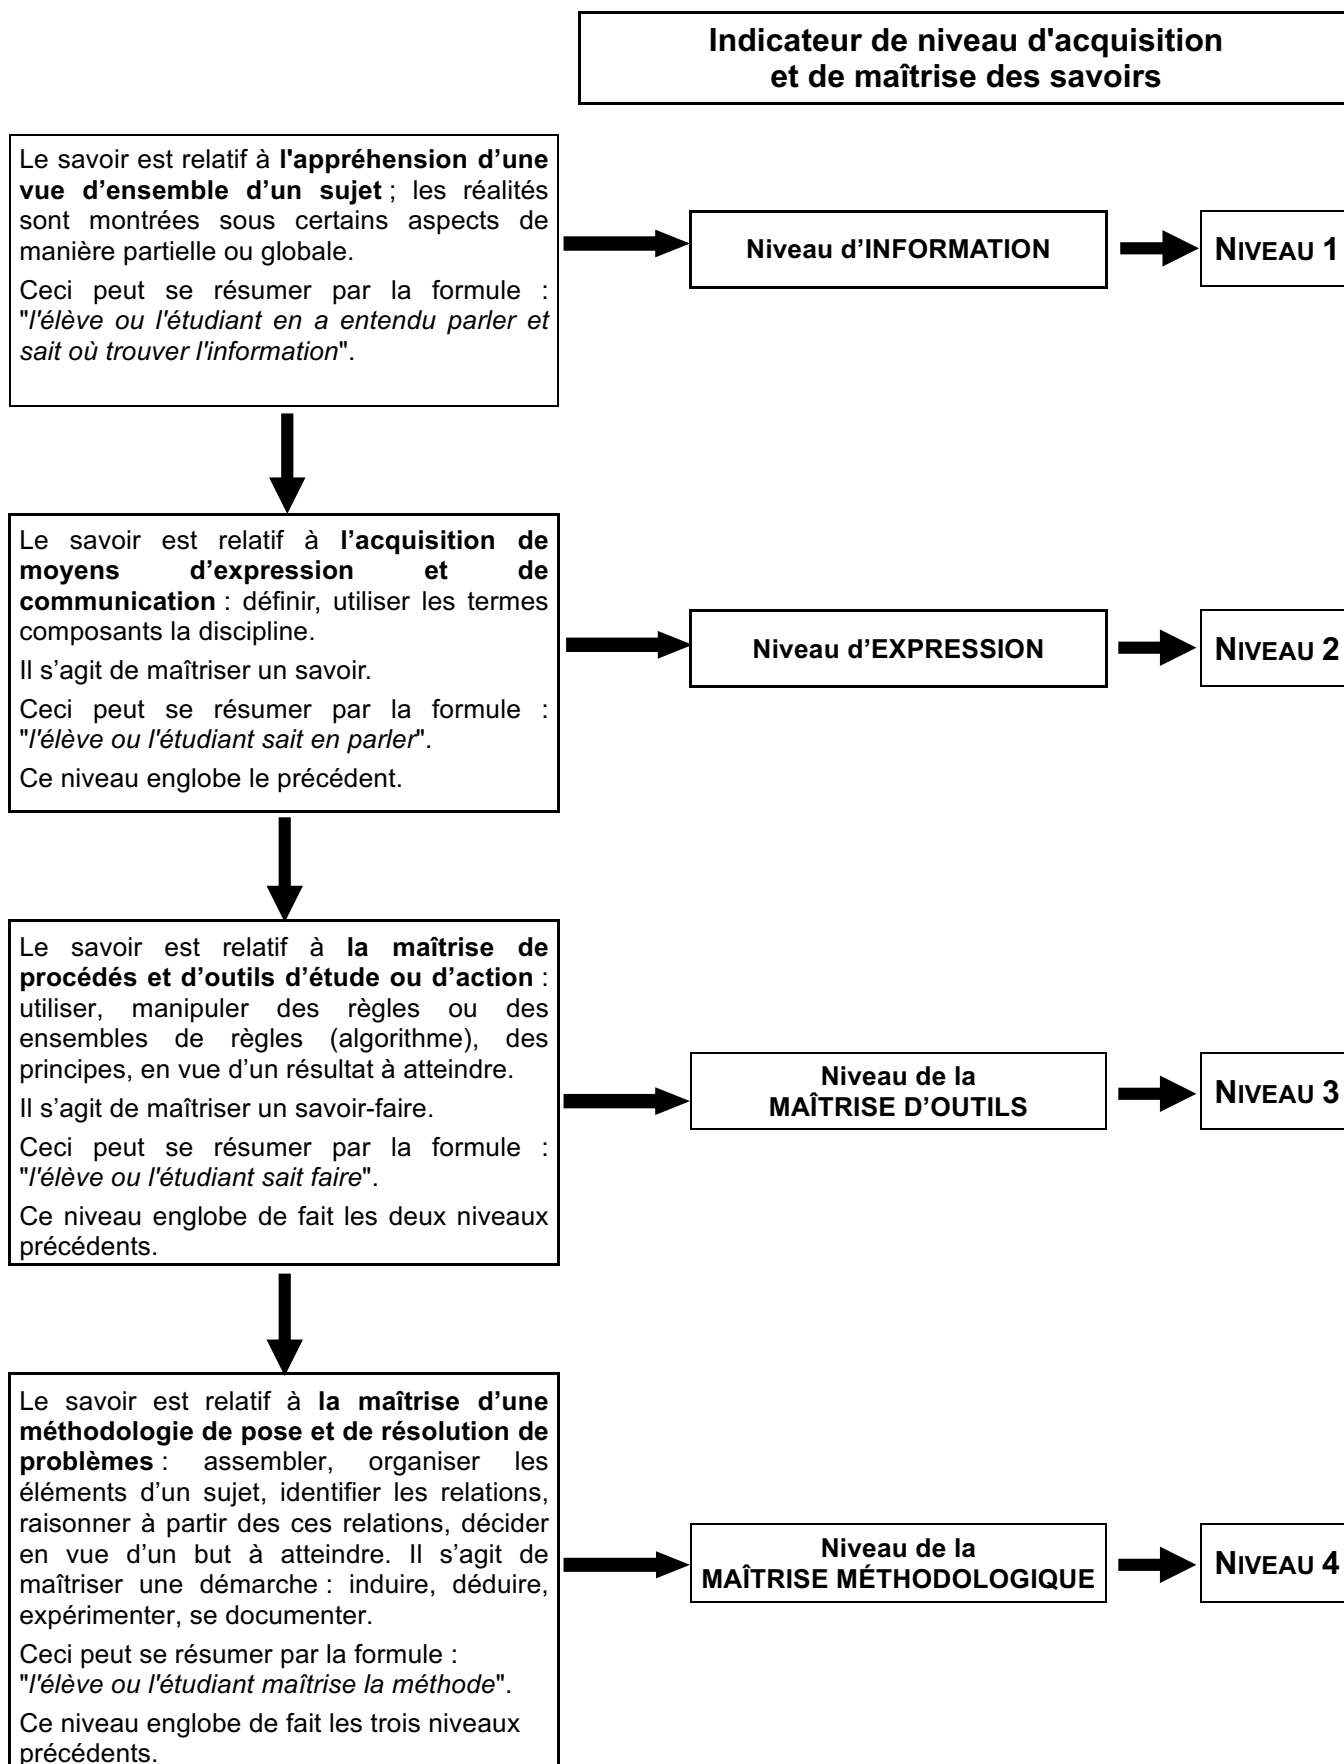 Indicateur de niveau d'acquisition
et de maîtrise des savoirs
Le savoir est relatif à l'appréhension d’une
vue d’ensemble d’un sujet ; les réalités
sont montrées sous certains aspects de
manière partielle ou globale.
Ceci peut se résumer par la formule :
"l'élève ou l'étudiant en a entendu parler et
sait où trouver l'information".
Niveau d’INFORMATION
NIVEAU 1
Le savoir est relatif à l’acquisition de
moyens d’expression et de
communication : définir, utiliser les termes
composants la discipline.
Il s’agit de maîtriser un savoir.
Ceci peut se résumer par la formule :
"l'élève ou l'étudiant sait en parler".
Ce niveau englobe le précédent.
Niveau d’EXPRESSION
NIVEAU 2
Le savoir est relatif à la maîtrise de
procédés et d’outils d’étude ou d’action :
utiliser, manipuler des règles ou des
ensembles de règles (algorithme), des
principes, en vue d’un résultat à atteindre.
Il s’agit de maîtriser un savoir-faire.
Ceci peut se résumer par la formule :
"l'élève ou l'étudiant sait faire".
Ce niveau englobe de fait les deux niveaux
précédents.
Niveau de la
MAÎTRISE D’OUTILS
NIVEAU 3
Le savoir est relatif à la maîtrise d’une
méthodologie de pose et de résolution de
problèmes : assembler, organiser les
éléments d’un sujet, identifier les relations,
raisonner à partir des ces relations, décider
en vue d’un but à atteindre. Il s’agit de
maîtriser une démarche : induire, déduire,
expérimenter, se documenter.
Ceci peut se résumer par la formule :
"l'élève ou l'étudiant maîtrise la méthode".
Ce niveau englobe de fait les trois niveaux
précédents.
Niveau de la
MAÎTRISE MÉTHODOLOGIQUE
NIVEAU 4